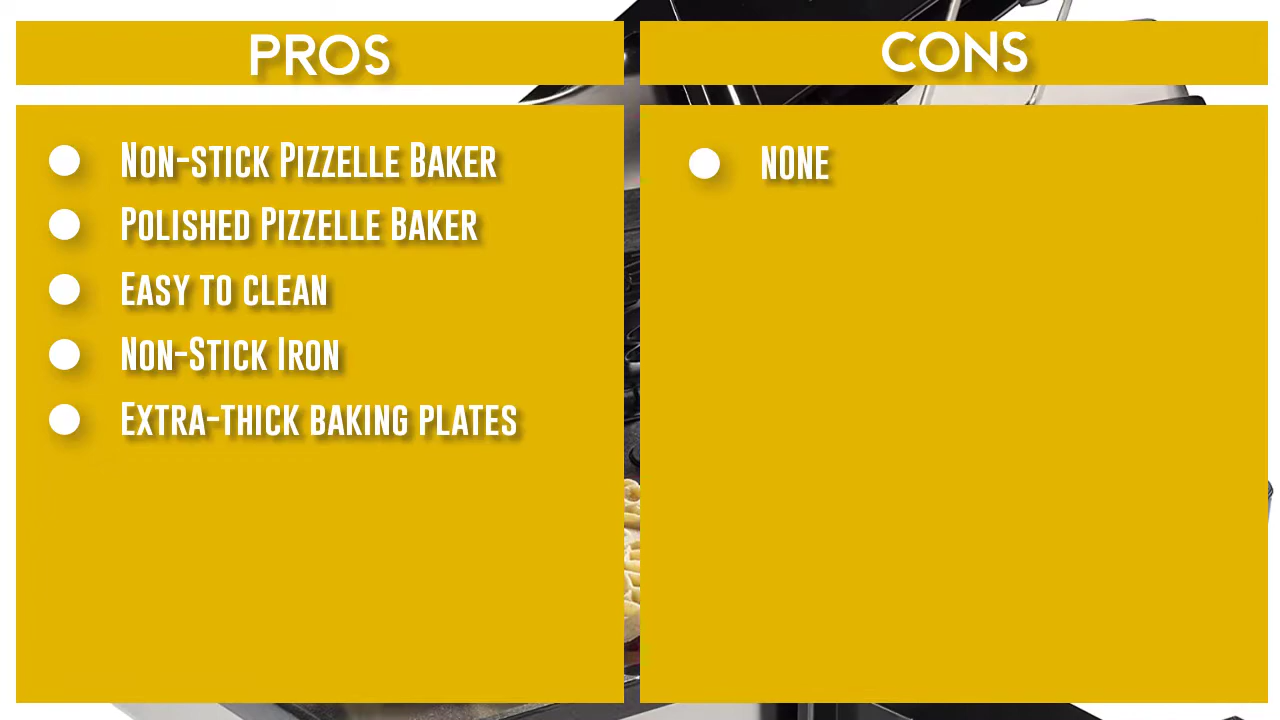 PROS
Non-stick Pizzelle Baker
Polished Pizzelle Baker
Easy to clean
Non-Stick Iron
Extra-thick baking plates
CONS
NONE